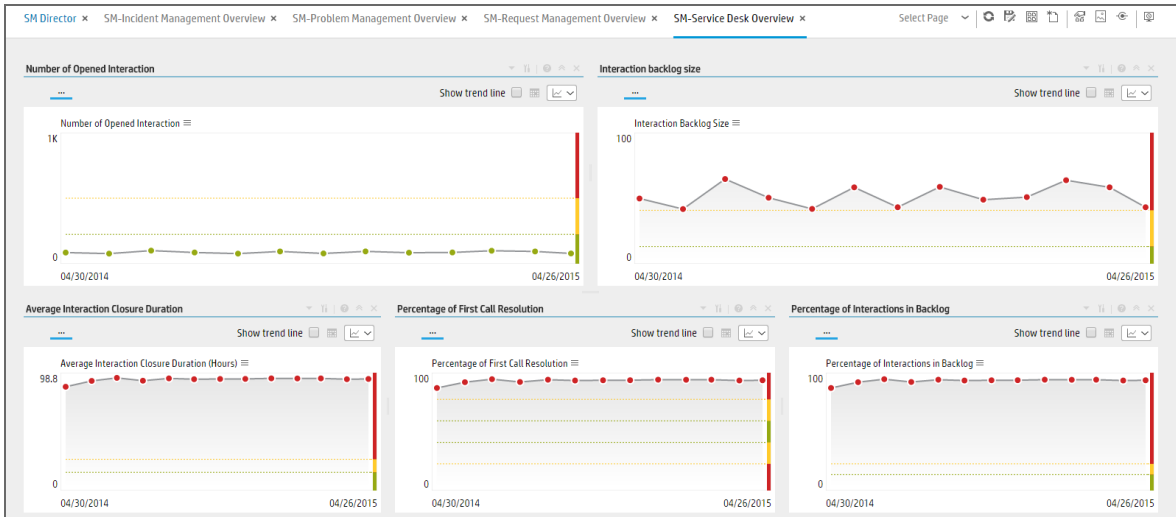 SM Director × SM-Incident Management Overview × SM-Problem Management Overview × SM-Request Management Overview × SM-Service Desk Overview × Select Page
Number of Opened Interaction
...
Show trend line
Number of Opened Interaction
1K
0
04/30/2014 04/26/2015
Interaction backlog size
...
Show trend line
Interaction Backlog Size
100
0
04/30/2014 04/26/2015
Average Interaction Closure Duration
...
Show trend line
Average Interaction Closure Duration (Hours)
98.8
0
04/30/2014 04/26/2015
Percentage of First Call Resolution
...
Show trend line
Percentage of First Call Resolution
100
0
04/30/2014 04/26/2015
Percentage of Interactions in Backlog
...
Show trend line
Percentage of Interactions in Backlog
100
0
04/30/2014 04/26/2015